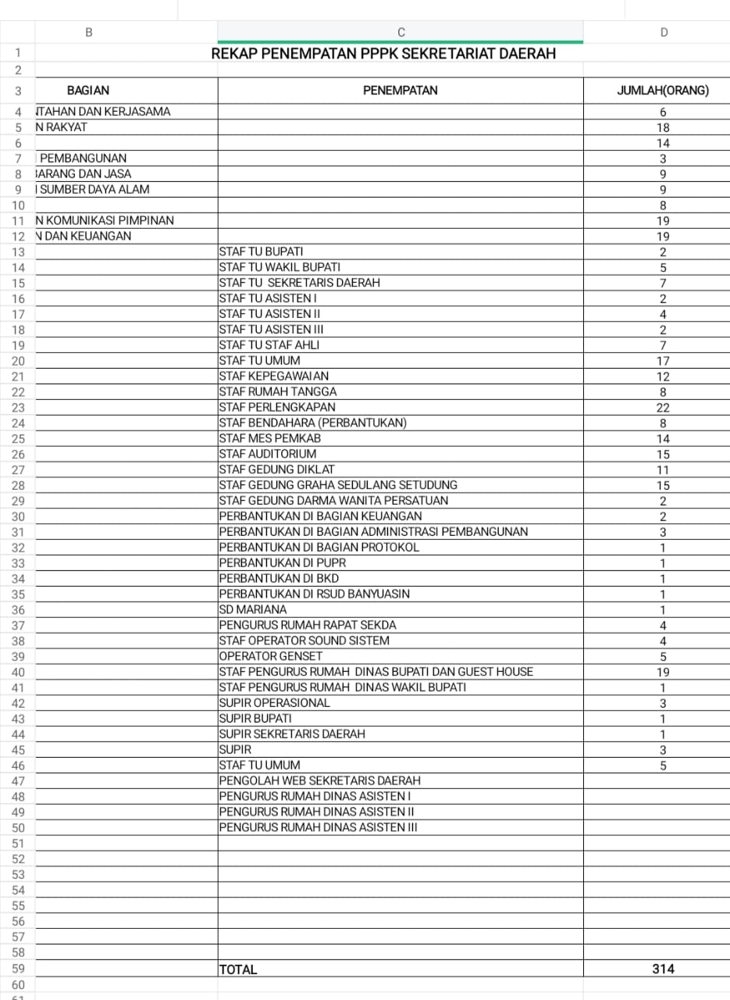 B C D
1 REKAP PENEMPATAN PPPK SEKRETARIAT DAERAH
2
3 BAGIAN PENEMPATAN JUMLAH(ORANG)
4 TAHAN DAN KERJASAMA 6
5 N RAKYAT 18
6 14
7 PEMBANGUNAN 3
8 ARANG DAN JASA 9
9 SUMBER DAYA ALAM 9
10 8
11 N KOMUNIKASI PIMPINAN 19
12 N DAN KEUANGAN 19
13 STAF TU BUPATI 2
14 STAF TU WAKIL BUPATI 5
15 STAF TU SEKRETARIS DAERAH 7
16 STAF TU ASISTEN I 2
17 STAF TU ASISTEN II 4
18 STAF TU ASISTEN III 2
19 STAF TU STAF AHLI 7
20 STAF TU UMUM 17
21 STAF KEPEGAWAIAN 12
22 STAF RUMAH TANGGA 8
23 STAF PERLENGKAPAN 22
24 STAF BENDAHARA (PERBANTUKAN) 8
25 STAF MES PEMKAB 14
26 STAF AUDITORIUM 15
27 STAF GEDUNG DIKLAT 11
28 STAF GEDUNG GRAHA SEDULANG SETUDUNG 15
29 STAF GEDUNG DARMA WANITA PERSATUAN 2
30 PERBANTUKAN DI BAGIAN KEUANGAN 2
31 PERBANTUKAN DI BAGIAN ADMINISTRASI PEMBANGUNAN 3
32 PERBANTUKAN DI BAGIAN PROTOKOL 1
33 PERBANTUKAN DI PUPR 1
34 PERBANTUKAN DI BKD 1
35 PERBANTUKAN DI RSUD BANYUASIN 1
36 SD MARIANA 1
37 PENGURUS RUMAH RAPAT SEKDA 4
38 STAF OPERATOR SOUND SISTEM 4
39 OPERATOR GENSET 5
40 STAF PENGURUS RUMAH DINAS BUPATI DAN GUEST HOUSE 19
41 STAF PENGURUS RUMAH DINAS WAKIL BUPATI 1
42 SUPIR OPERASIONAL 3
43 SUPIR BUPATI 1
44 SUPIR SEKRETARIS DAERAH 1
45 SUPIR 3
46 STAF TU UMUM 5
47 PENGOLAH WEB SEKRETARIS DAERAH
48 PENGURUS RUMAH DINAS ASISTEN I
49 PENGURUS RUMAH DINAS ASISTEN II
50 PENGURUS RUMAH DINAS ASISTEN III
51
52
53
54
55
56
57
58
59 TOTAL 314
60